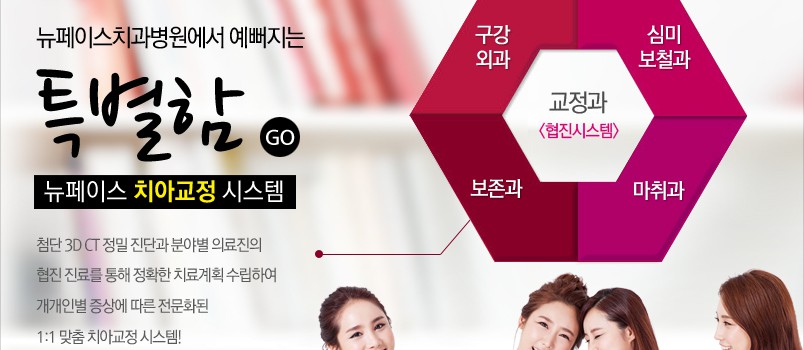 뉴페이스치과병원에서 예뻐지는
특별함
GO
뉴페이스 치아교정 시스템
첨단 3D CT 정밀 진단과 분야별 의료진의
협진 진료를 통해 정확한 치료계획 수립하여
개개인별 증상에 따른 전문화된
1:1 맞춤 치아교정 시스템!
구강
외과
심미
보철과
교정과
<협진시스템>
보존과
마취과